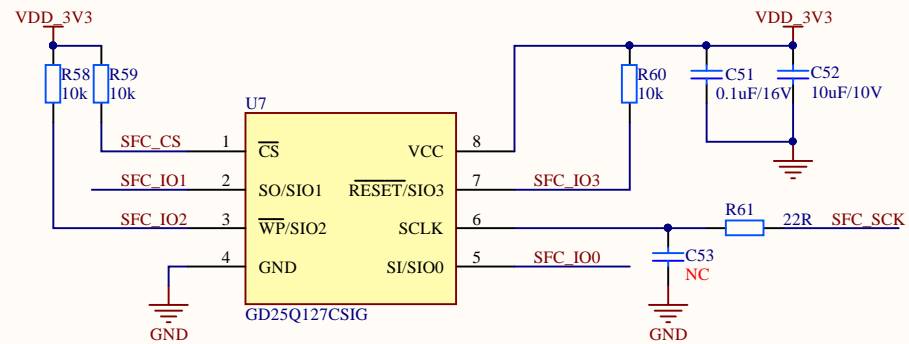 VDD_3V3
VDD_3V3
R58
10k
R59
10k
R60
10k
C51
0.1uF/16V
C52
10uF/10V
U7
SFC_CS
1
CS
VCC
8
SFC_IO1
2
SO/SIO1
RESET/SIO3
7
SFC_IO3
SFC_IO2
3
WP/SIO2
SCLK
6
R61
22R
SFC_SCK
4
GND
SI/SIO0
5
SFC_IO0
C53
NC
GD25Q127CSIG
GND
GND